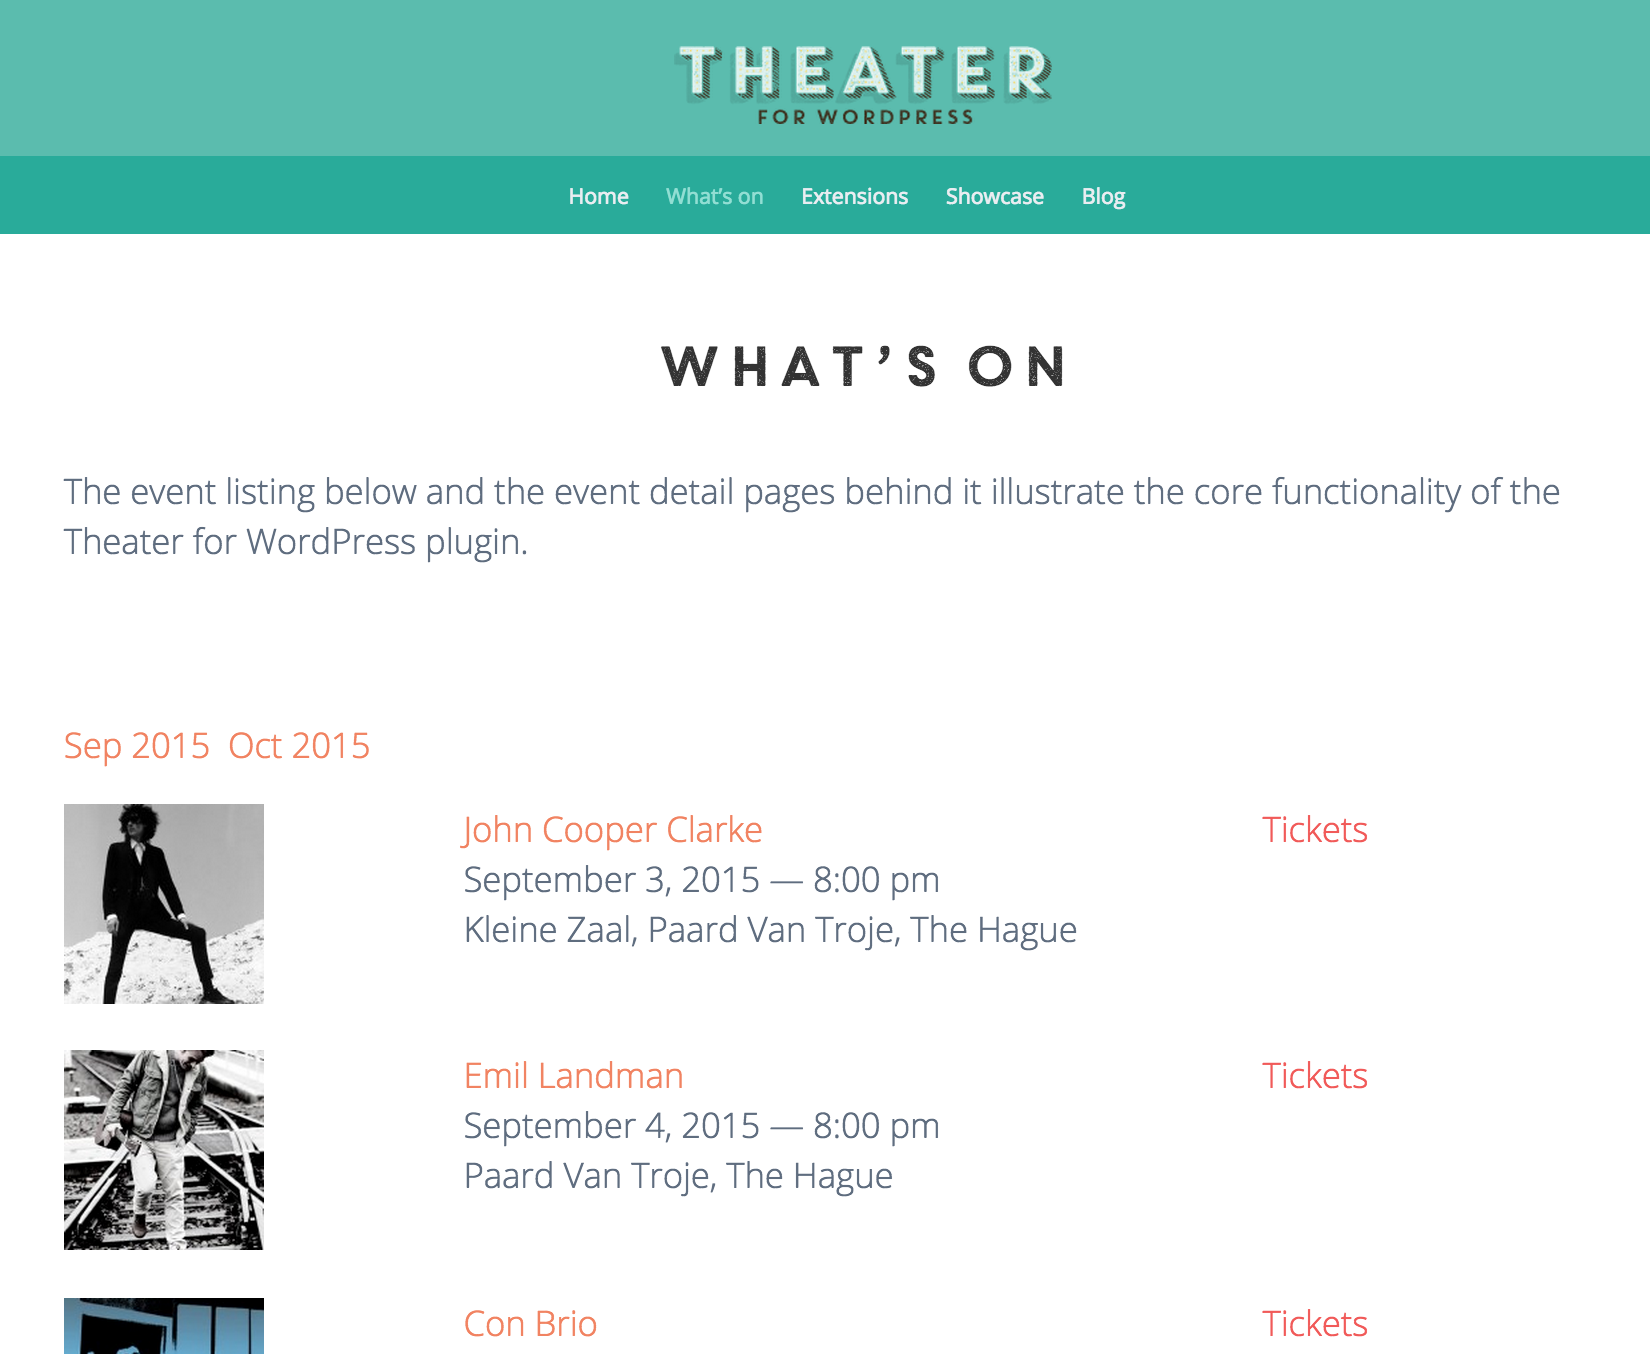 THEATER
FOR WORDPRESS
Home What's on Extensions Showcase Blog
WHAT'S ON
The event listing below and the event detail pages behind it illustrate the core functionality of the
Theater for WordPress plugin.
Sep 2015 Oct 2015
John Cooper Clarke
Tickets
September 3, 2015 — 8:00 pm
Kleine Zaal, Paard Van Troje, The Hague
Emil Landman
Tickets
September 4, 2015 — 8:00 pm
Paard Van Troje, The Hague
Con Brio
Tickets